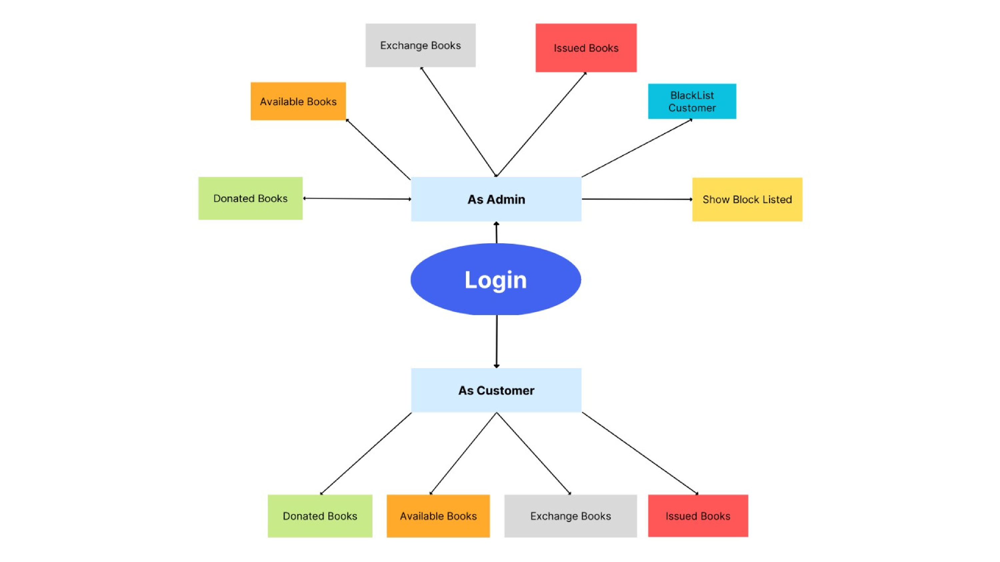 Exchange Books
Issued Books
BlackList
Customer
Available Books
Donated Books
As Admin
Show Block Listed
Login
As Customer
Donated Books
Available Books
Exchange Books
Issued Books